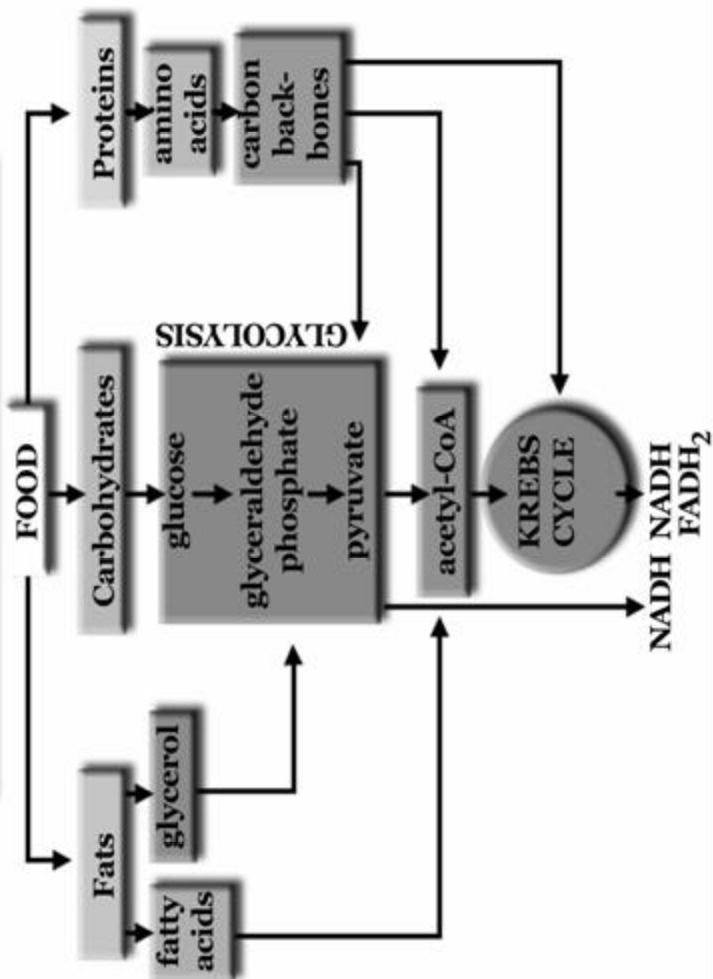 FOOD
Fats
Carbohydrates
Proteins
fatty
acids
glycerol
glucose
glyceraldehyde
phosphate
pyruvate
GLYCOLYSIS
amino
acids
carbon
back-
bones
acetyl-CoA
KREBS
CYCLE
NADH NADH
FADH₂